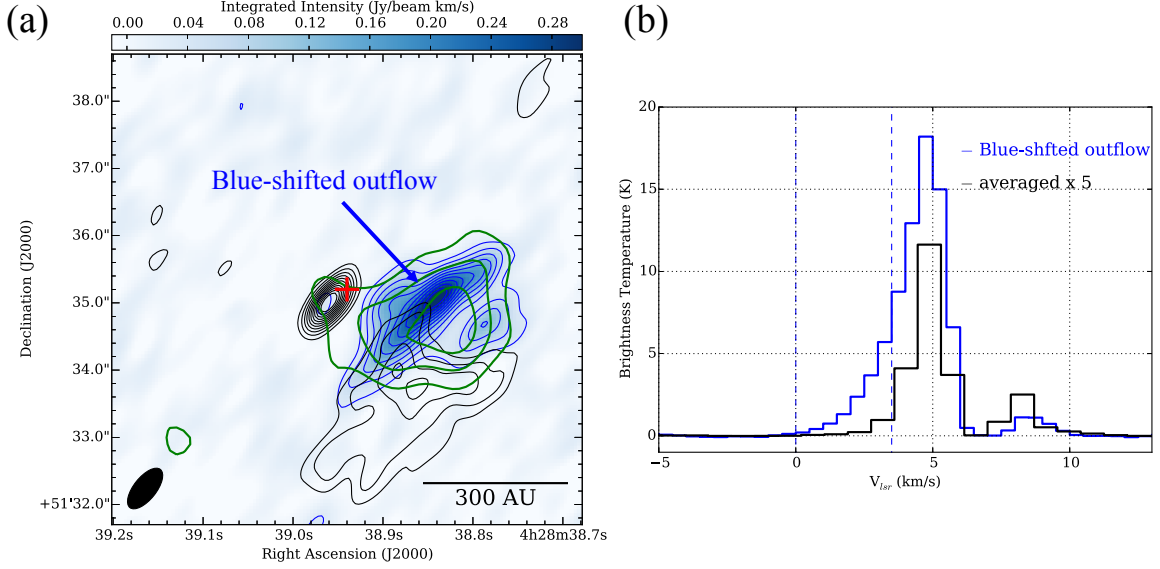 (a)
Integrated Intensity (Jy/beam km/s)
0.00 0.04 0.08 0.12 0.16 0.20 0.24 0.28
38.0"
37.0"
36.0"
35.0"
34.0"
33.0"
+51'32.0"
Declination (J2000)
Blue-shifted outflow
300 AU
39.2s 39.1s 39.0s 38.9s 38.8s 4h28m38.7s
Right Ascension (J2000)
(b)
20
15
10
5
0
Brightness Temperature (K)
Blue-shfted outflow
averaged x 5
−5 0 5 10
V_lsr (km/s)